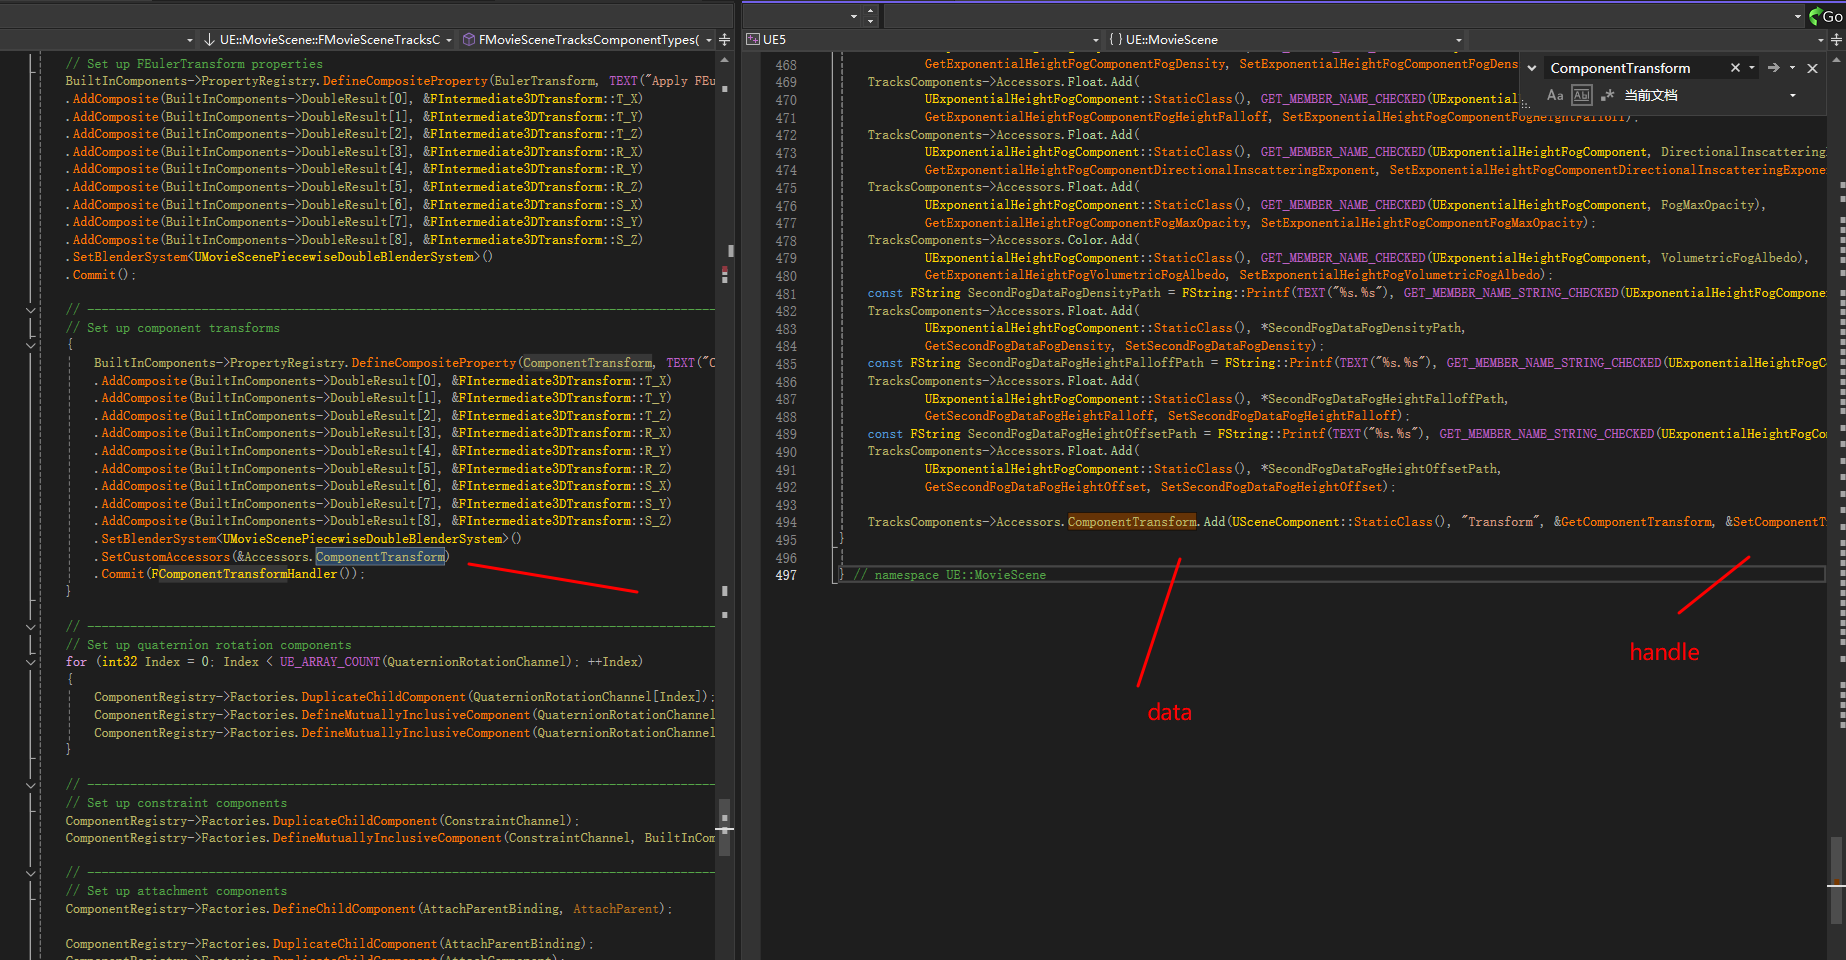 UE::MovieScene::FMovieSceneTracksC
FMovieSceneTracksComponentTypes(
// Set up FEulerTransform properties
BuiltInComponents->PropertyRegistry.DefineCompositeProperty(EulerTransform, TEXT("Apply FEu
.AddComposite(BuiltInComponents->DoubleResult[0], &FIntermediate3DTransform::T_X)
.AddComposite(BuiltInComponents->DoubleResult[1], &FIntermediate3DTransform::T_Y)
.AddComposite(BuiltInComponents->DoubleResult[2], &FIntermediate3DTransform::T_Z)
.AddComposite(BuiltInComponents->DoubleResult[3], &FIntermediate3DTransform::R_X)
.AddComposite(BuiltInComponents->DoubleResult[4], &FIntermediate3DTransform::R_Y)
.AddComposite(BuiltInComponents->DoubleResult[5], &FIntermediate3DTransform::R_Z)
.AddComposite(BuiltInComponents->DoubleResult[6], &FIntermediate3DTransform::S_X)
.AddComposite(BuiltInComponents->DoubleResult[7], &FIntermediate3DTransform::S_Y)
.AddComposite(BuiltInComponents->DoubleResult[8], &FIntermediate3DTransform::S_Z)
.SetBlenderSystem<UMovieScenePiecewiseDoubleBlenderSystem>()
.Commit();
// Set up component transforms
{
BuiltInComponents->PropertyRegistry.DefineCompositeProperty(ComponentTransform, TEXT("C
.AddComposite(BuiltInComponents->DoubleResult[0], &FIntermediate3DTransform::T_X)
.AddComposite(BuiltInComponents->DoubleResult[1], &FIntermediate3DTransform::T_Y)
.AddComposite(BuiltInComponents->DoubleResult[2], &FIntermediate3DTransform::T_Z)
.AddComposite(BuiltInComponents->DoubleResult[3], &FIntermediate3DTransform::R_X)
.AddComposite(BuiltInComponents->DoubleResult[4], &FIntermediate3DTransform::R_Y)
.AddComposite(BuiltInComponents->DoubleResult[5], &FIntermediate3DTransform::R_Z)
.AddComposite(BuiltInComponents->DoubleResult[6], &FIntermediate3DTransform::S_X)
.AddComposite(BuiltInComponents->DoubleResult[7], &FIntermediate3DTransform::S_Y)
.AddComposite(BuiltInComponents->DoubleResult[8], &FIntermediate3DTransform::S_Z)
.SetBlenderSystem<UMovieScenePiecewiseDoubleBlenderSystem>()
.SetCustomAccessors(&Accessors.ComponentTransform)
.Commit(FComponentTransformHandler());
}
// Set up quaternion rotation components
for (int32 Index = 0; Index < UE_ARRAY_COUNT(QuaternionRotationChannel); ++Index)
{
ComponentRegistry->Factories.DuplicateChildComponent(QuaternionRotationChannel[Index]);
ComponentRegistry->Factories.DefineMutuallyInclusiveComponent(QuaternionRotationChannel
ComponentRegistry->Factories.DefineMutuallyInclusiveComponent(QuaternionRotationChannel
}
// Set up constraint components
ComponentRegistry->Factories.DuplicateChildComponent(ConstraintChannel);
ComponentRegistry->Factories.DefineMutuallyInclusiveComponent(ConstraintChannel, BuiltInCom
// Set up attachment components
ComponentRegistry->Factories.DefineChildComponent(AttachParentBinding, AttachParent);
ComponentRegistry->Factories.DuplicateChildComponent(AttachParentBinding);
Go
UE5
{ } UE::MovieScene
ComponentTransform
Aa Ab .*
当前文档
468 GetExponentialHeightFogComponentFogDensity, SetExponentialHeightFogComponentFogDens
469 TracksComponents->Accessors.Float.Add(
470 UExponentialHeightFogComponent::StaticClass(), GET_MEMBER_NAME_CHECKED(UExponential
471 GetExponentialHeightFogComponentFogHeightFalloff, SetExponentialHeightFogComponentFogHeightFalloff);
472 TracksComponents->Accessors.Float.Add(
473 UExponentialHeightFogComponent::StaticClass(), GET_MEMBER_NAME_CHECKED(UExponentialHeightFogComponent, DirectionalInscattering
474 GetExponentialHeightFogComponentDirectionalInscatteringExponent, SetExponentialHeightFogComponentDirectionalInscatteringExpone
475 TracksComponents->Accessors.Float.Add(
476 UExponentialHeightFogComponent::StaticClass(), GET_MEMBER_NAME_CHECKED(UExponentialHeightFogComponent, FogMaxOpacity),
477 GetExponentialHeightFogComponentFogMaxOpacity, SetExponentialHeightFogComponentFogMaxOpacity);
478 TracksComponents->Accessors.Color.Add(
479 UExponentialHeightFogComponent::StaticClass(), GET_MEMBER_NAME_CHECKED(UExponentialHeightFogComponent, VolumetricFogAlbedo),
480 GetExponentialHeightFogVolumetricFogAlbedo, SetExponentialHeightFogVolumetricFogAlbedo);
481 const FString SecondFogDataFogDensityPath = FString::Printf(TEXT("%s.%s"), GET_MEMBER_NAME_STRING_CHECKED(UExponentialHeightFogCompone
482 TracksComponents->Accessors.Float.Add(
483 UExponentialHeightFogComponent::StaticClass(), *SecondFogDataFogDensityPath,
484 GetSecondFogDataFogDensity, SetSecondFogDataFogDensity);
485 const FString SecondFogDataFogHeightFalloffPath = FString::Printf(TEXT("%s.%s"), GET_MEMBER_NAME_STRING_CHECKED(UExponentialHeightFogC
486 TracksComponents->Accessors.Float.Add(
487 UExponentialHeightFogComponent::StaticClass(), *SecondFogDataFogHeightFalloffPath,
488 GetSecondFogDataFogHeightFalloff, SetSecondFogDataFogHeightFalloff);
489 const FString SecondFogDataFogHeightOffsetPath = FString::Printf(TEXT("%s.%s"), GET_MEMBER_NAME_STRING_CHECKED(UExponentialHeightFogCo
490 TracksComponents->Accessors.Float.Add(
491 UExponentialHeightFogComponent::StaticClass(), *SecondFogDataFogHeightOffsetPath,
492 GetSecondFogDataFogHeightOffset, SetSecondFogDataFogHeightOffset);
493
494 TracksComponents->Accessors.ComponentTransform.Add(USceneComponent::StaticClass(), "Transform", &GetComponentTransform, &SetComponentT
495 }
496
497 } // namespace UE::MovieScene
data
handle